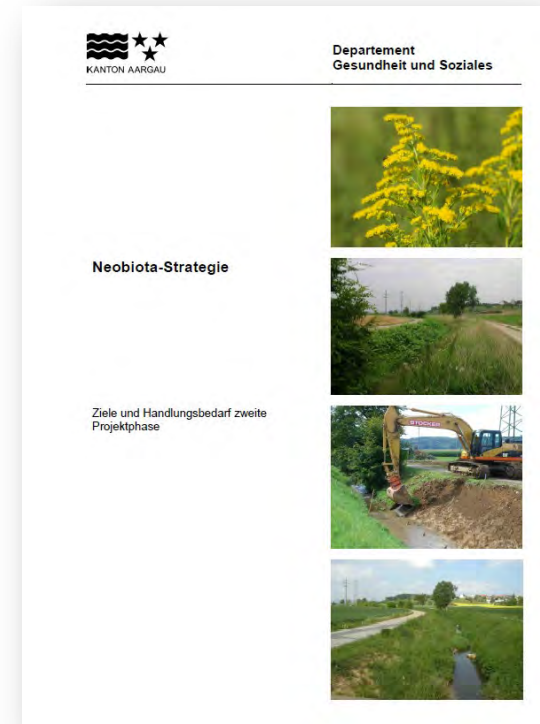 KANTON AARGAU
Departement
Gesundheit und Soziales
Neobiota-Strategie
Ziele und Handlungsbedarf zweite
Projektphase
STOCKER